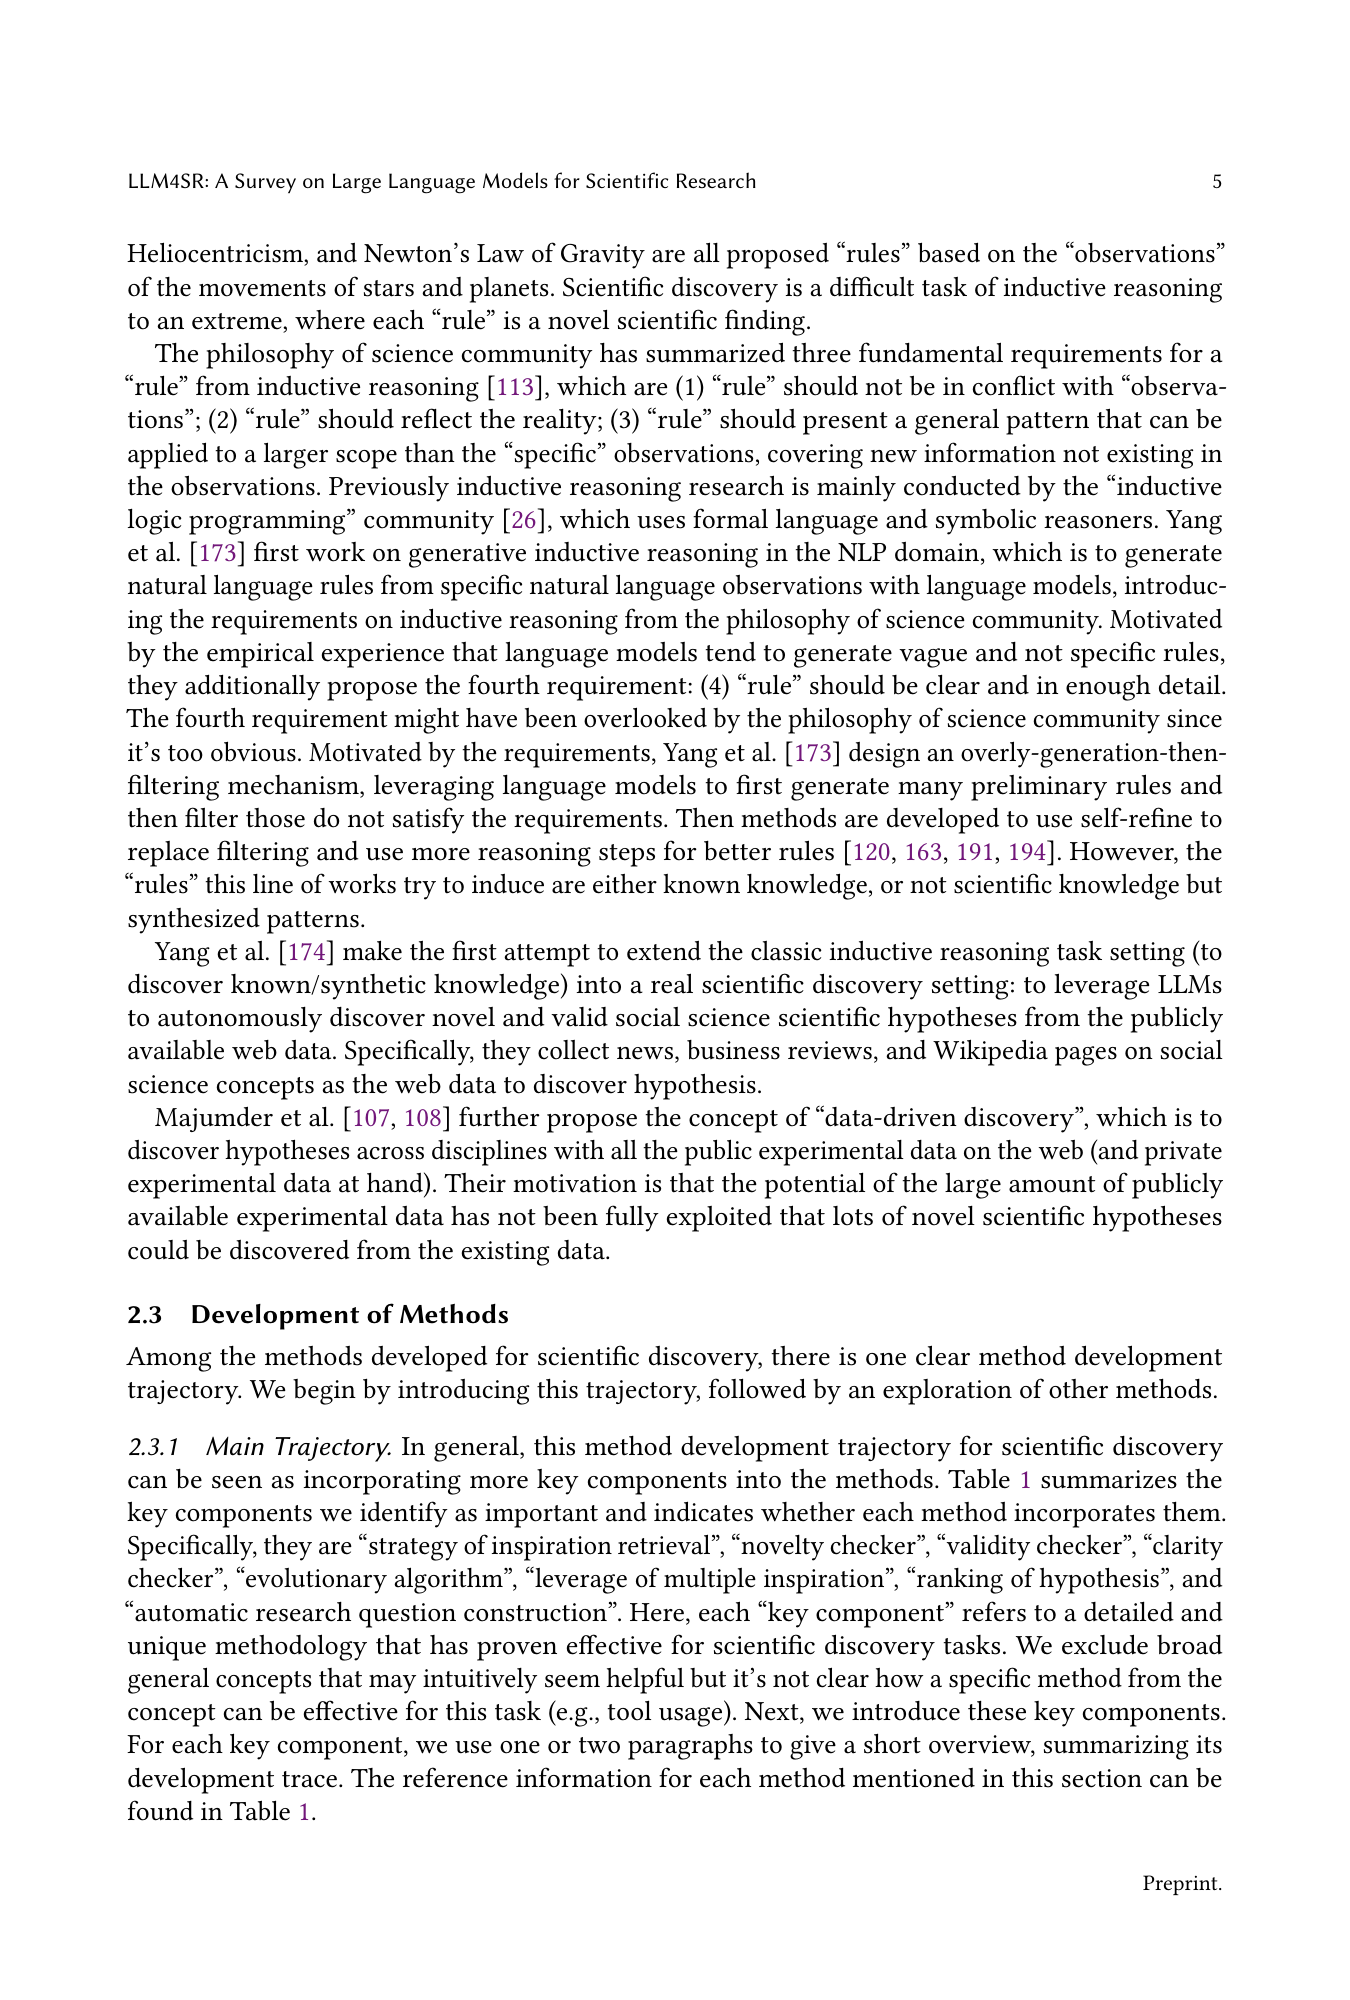 LLM4SR: A Survey on Large Language Models for Scientific Research 5
Heliocentricism, and Newton’s Law of Gravity are all proposed “rules” based on the “observations”
of the movements of stars and planets. Scientific discovery is a difficult task of inductive reasoning
to an extreme, where each “rule” is a novel scientific finding.
The philosophy of science community has summarized three fundamental requirements for a
“rule” from inductive reasoning [113], which are (1) “rule” should not be in conflict with “observa-
tions”; (2) “rule” should reflect the reality; (3) “rule” should present a general pattern that can be
applied to a larger scope than the “specific” observations, covering new information not existing in
the observations. Previously inductive reasoning research is mainly conducted by the “inductive
logic programming” community [26], which uses formal language and symbolic reasoners. Yang
et al. [173] first work on generative inductive reasoning in the NLP domain, which is to generate
natural language rules from specific natural language observations with language models, introduc-
ing the requirements on inductive reasoning from the philosophy of science community. Motivated
by the empirical experience that language models tend to generate vague and not specific rules,
they additionally propose the fourth requirement: (4) “rule” should be clear and in enough detail.
The fourth requirement might have been overlooked by the philosophy of science community since
it’s too obvious. Motivated by the requirements, Yang et al. [173] design an overly-generation-then-
filtering mechanism, leveraging language models to first generate many preliminary rules and
then filter those do not satisfy the requirements. Then methods are developed to use self-refine to
replace filtering and use more reasoning steps for better rules [120, 163, 191, 194]. However, the
“rules” this line of works try to induce are either known knowledge, or not scientific knowledge but
synthesized patterns.
Yang et al. [174] make the first attempt to extend the classic inductive reasoning task setting (to
discover known/synthetic knowledge) into a real scientific discovery setting: to leverage LLMs
to autonomously discover novel and valid social science scientific hypotheses from the publicly
available web data. Specifically, they collect news, business reviews, and Wikipedia pages on social
science concepts as the web data to discover hypothesis.
Majumder et al. [107, 108] further propose the concept of “data-driven discovery”, which is to
discover hypotheses across disciplines with all the public experimental data on the web (and private
experimental data at hand). Their motivation is that the potential of the large amount of publicly
available experimental data has not been fully exploited that lots of novel scientific hypotheses
could be discovered from the existing data.
2.3 Development of Methods
Among the methods developed for scientific discovery, there is one clear method development
trajectory. We begin by introducing this trajectory, followed by an exploration of other methods.
2.3.1 Main Trajectory. In general, this method development trajectory for scientific discovery
can be seen as incorporating more key components into the methods. Table 1 summarizes the
key components we identify as important and indicates whether each method incorporates them.
Specifically, they are “strategy of inspiration retrieval”, “novelty checker”, “validity checker”, “clarity
checker”, “evolutionary algorithm”, “leverage of multiple inspiration”, “ranking of hypothesis”, and
“automatic research question construction”. Here, each “key component” refers to a detailed and
unique methodology that has proven effective for scientific discovery tasks. We exclude broad
general concepts that may intuitively seem helpful but it’s not clear how a specific method from the
concept can be effective for this task (e.g., tool usage). Next, we introduce these key components.
For each key component, we use one or two paragraphs to give a short overview, summarizing its
development trace. The reference information for each method mentioned in this section can be
found in Table 1.
Preprint.